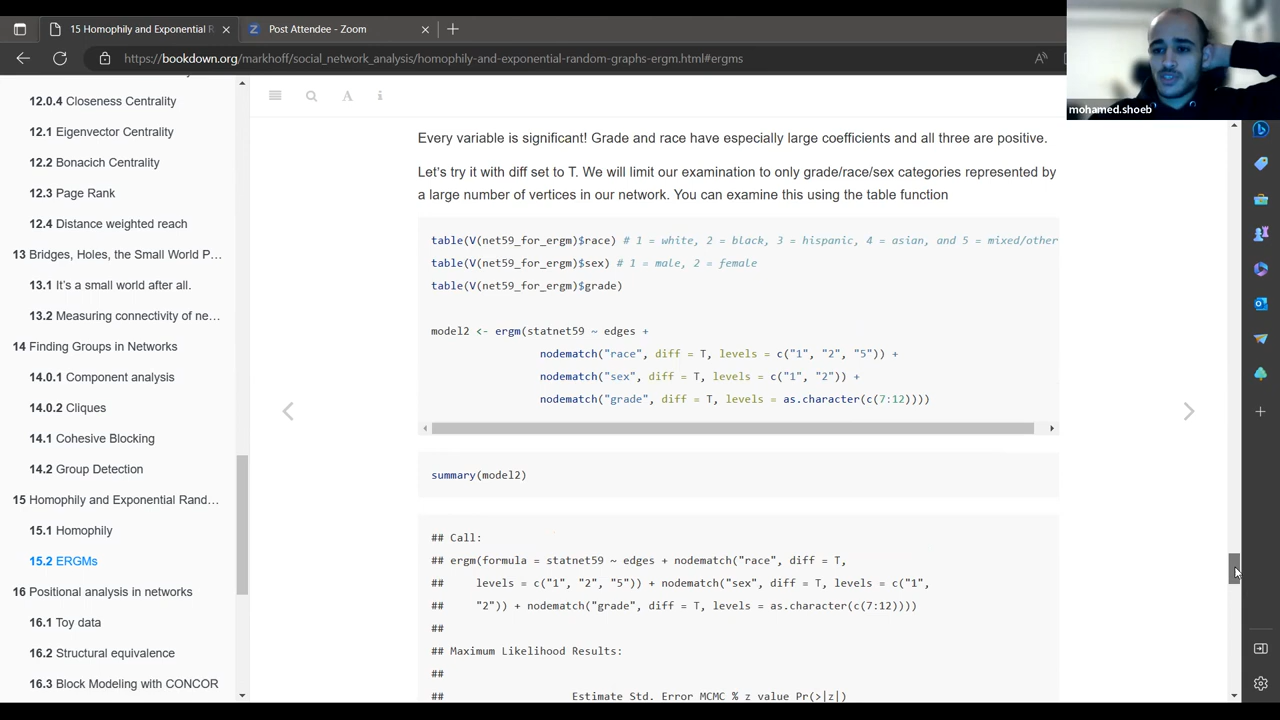 15 Homophily and Exponential R
Post Attendee - Zoom
https://bookdown.org/markhoff/social_network_analysis/homophily-and-exponential-random-graphs-ergm.html#ergms
mohamed.shoeb
12.0.4 Closeness Centrality
12.1 Eigenvector Centrality
12.2 Bonacich Centrality
12.3 Page Rank
12.4 Distance weighted reach
13 Bridges, Holes, the Small World P…
13.1 It's a small world after all.
13.2 Measuring connectivity of ne…
14 Finding Groups in Networks
14.0.1 Component analysis
14.0.2 Cliques
14.1 Cohesive Blocking
14.2 Group Detection
15 Homophily and Exponential Rand…
15.1 Homophily
15.2 ERGMs
16 Positional analysis in networks
16.1 Toy data
16.2 Structural equivalence
16.3 Block Modeling with CONCOR
Every variable is significant! Grade and race have especially large coefficients and all three are positive.
Let's try it with diff set to T. We will limit our examination to only grade/race/sex categories represented by
a large number of vertices in our network. You can examine this using the table function
table(V(net59_for_ergm)$race) # 1 = white, 2 = black, 3 = hispanic, 4 = asian, and 5 = mixed/other
table(V(net59_for_ergm)$sex) # 1 = male, 2 = female
table(V(net59_for_ergm)$grade)
model2 <- ergm(statnet59 ~ edges +
nodematch("race", diff = T, levels = c("1", "2", "5")) +
nodematch("sex", diff = T, levels = c("1", "2")) +
nodematch("grade", diff = T, levels = as.character(c(7:12))))
summary(model2)
## Call:
## ergm(formula = statnet59 ~ edges + nodematch("race", diff = T,
## levels = c("1", "2", "5")) + nodematch("sex", diff = T, levels = c("1",
## "2")) + nodematch("grade", diff = T, levels = as.character(c(7:12))))
##
## Maximum Likelihood Results:
##
## Estimate Std. Error MCMC % z value Pr(>|z|)